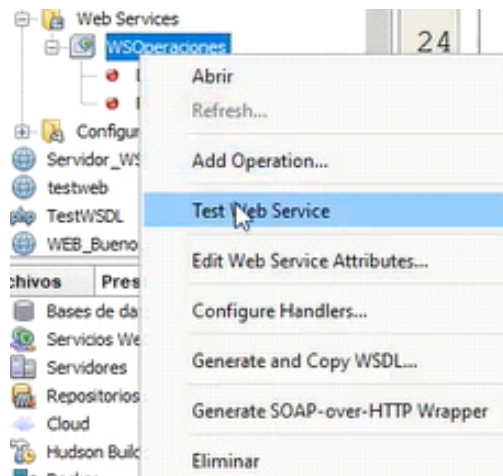 Web Services
WSOperaciones
24
Abrir
Refresh...
Configur
Add Operation...
Servidor_WS
testweb
Test Web Service
TestWSDL
WEB_Bueno
Edit Web Service Attributes...
chivos Pres
Bases de da
Configure Handlers...
Servicios We
Servidores
Generate and Copy WSDL...
Repositorios
Generate SOAP-over-HTTP Wrapper
Cloud
Hudson Build
Eliminar